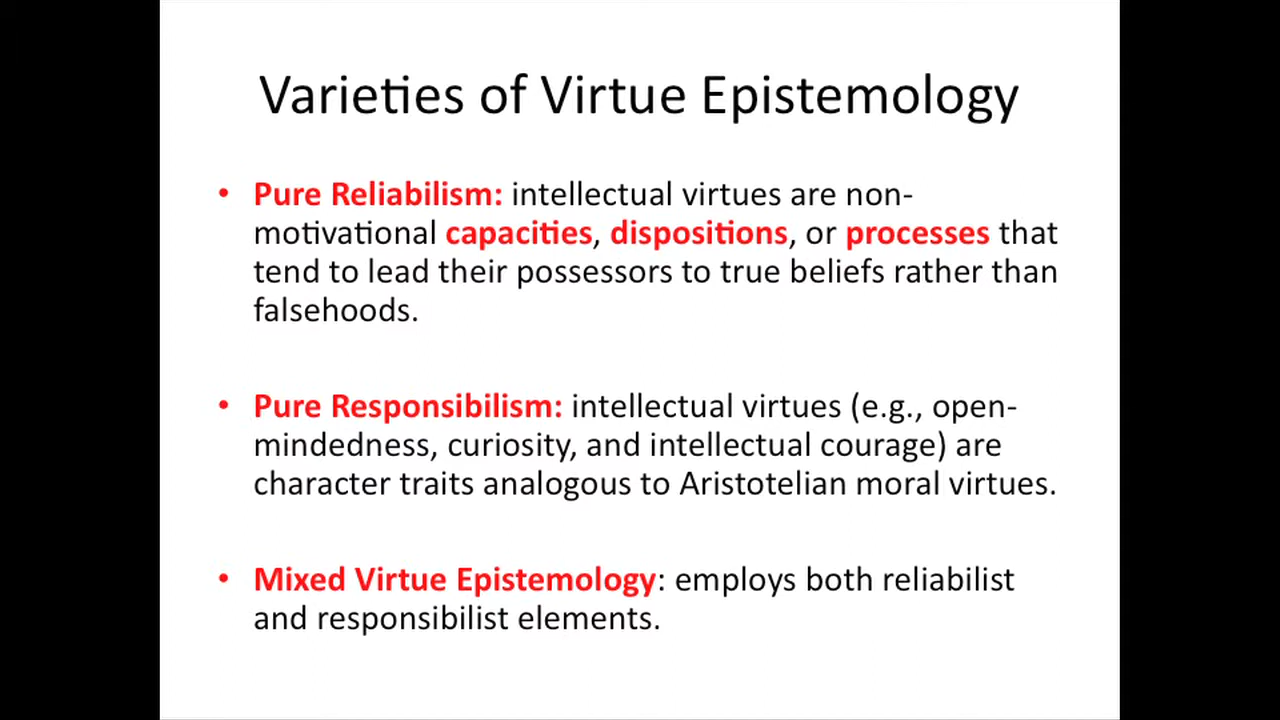 Varieties of Virtue Epistemology
• Pure Reliabilism: intellectual virtues are non-
motivational capacities, dispositions, or processes that
tend to lead their possessors to true beliefs rather than
falsehoods.
• Pure Responsibilism: intellectual virtues (e.g., open-
mindedness, curiosity, and intellectual courage) are
character traits analogous to Aristotelian moral virtues.
• Mixed Virtue Epistemology: employs both reliabilist
and responsibilist elements.